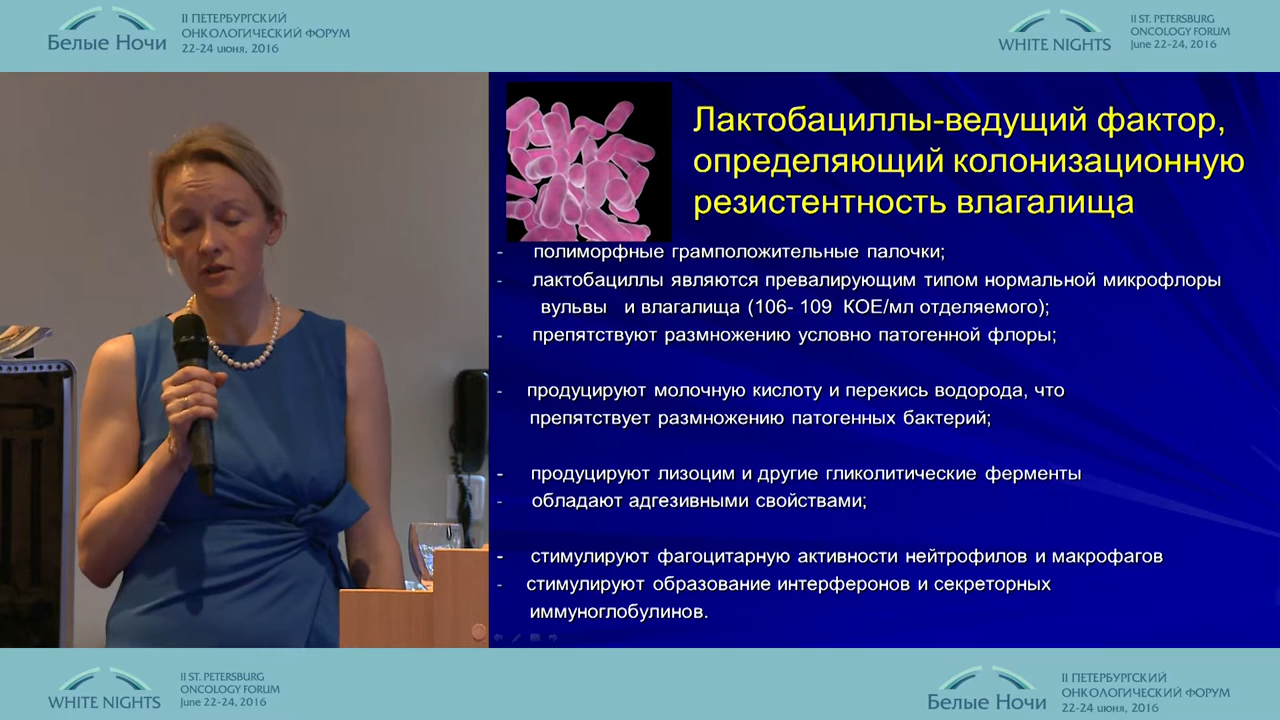 II ПЕТЕРБУРГСКИЙ
ОНКОЛОГИЧЕСКИЙ ФОРУМ
Белые Ночи
22-24 июня, 2016
II ST. PETERSBURG
ONCOLOGY FORUM
WHITE NIGHTS
June 22-24, 2016
Лактобациллы-ведущий фактор,
определяющий колонизационную
резистентность влагалища
- полиморфные грамположительные палочки;
- лактобациллы являются превалирующим типом нормальной микрофлоры
вульвы и влагалища (106- 109 КОЕ/мл отделяемого);
- препятствуют размножению условно патогенной флоры;
- продуцируют молочную кислоту и перекись водорода, что
препятствует размножению патогенных бактерий;
- продуцируют лизоцим и другие гликолитические ферменты
- обладают адгезивными свойствами;
- стимулируют фагоцитарную активности нейтрофилов и макрофагов
- стимулируют образование интерферонов и секреторных
иммуноглобулинов.
II ST. PETERSBURG
ONCOLOGY FORUM
WHITE NIGHTS
June 22-24, 2016
II ПЕТЕРБУРГСКИЙ
ОНКОЛОГИЧЕСКИЙ ФОРУМ
Белые Ночи
22-24 июня, 2016